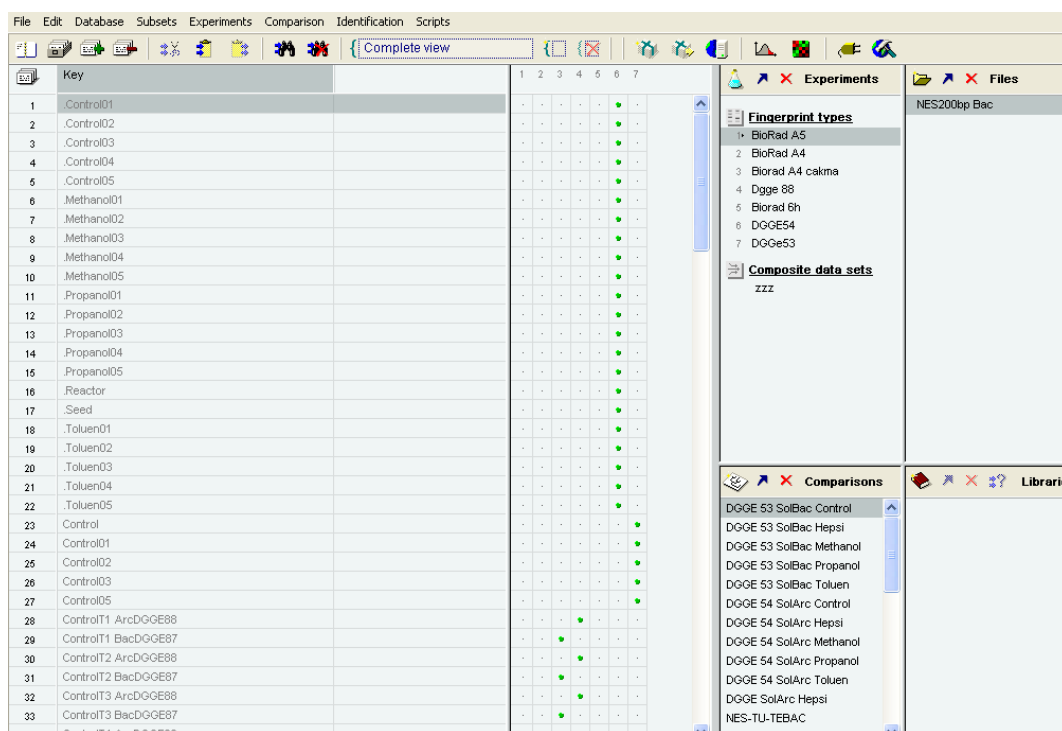 File Edit Database Subsets Experiments Comparison Identification Scripts
Complete view
Key
1 2 3 4 5 6 7
1 .Control01
2 .Control02
3 .Control03
4 .Control04
5 .Control05
6 .Methanol01
7 .Methanol02
8 .Methanol03
9 .Methanol04
10 .Methanol05
11 .Propanol01
12 .Propanol02
13 .Propanol03
14 .Propanol04
15 .Propanol05
16 .Reactor
17 .Seed
18 .Toluen01
19 .Toluen02
20 .Toluen03
21 .Toluen04
22 .Toluen05
23 Control
24 Control01
25 Control02
26 Control03
27 Control05
28 ControlT1 ArcDGGE88
29 ControlT1 BacDGGE87
30 ControlT2 ArcDGGE88
31 ControlT2 BacDGGE87
32 ControlT3 ArcDGGE88
33 ControlT3 BacDGGE87
Experiments
Fingerprint types
1 BioRad A5
2 BioRad A4
3 Biorad A4 cakma
4 Dgge 88
5 Biorad 6h
6 DGGE54
7 DGGe53
Composite data sets
zzz
Files
NES200bp Bac
Comparisons
DGGE 53 SolBac Control
DGGE 53 SolBac Hepsi
DGGE 53 SolBac Methanol
DGGE 53 SolBac Propanol
DGGE 53 SolBac Toluen
DGGE 54 SolArc Control
DGGE 54 SolArc Hepsi
DGGE 54 SolArc Methanol
DGGE 54 SolArc Propanol
DGGE 54 SolArc Toluen
DGGE SolArc Hepsi
NES-TU-TEBAC
Librari